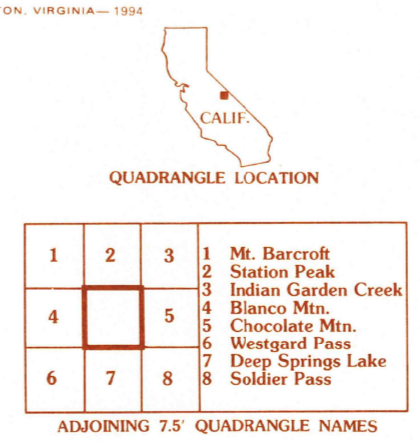 TON, VIRGINIA— 1994
CALIF.
QUADRANGLE LOCATION
1 2 3
4 5
6 7 8
1 Mt. Barcroft
2 Station Peak
3 Indian Garden Creek
4 Blanco Mtn.
5 Chocolate Mtn.
6 Westgard Pass
7 Deep Springs Lake
8 Soldier Pass
ADJOINING 7.5' QUADRANGLE NAMES